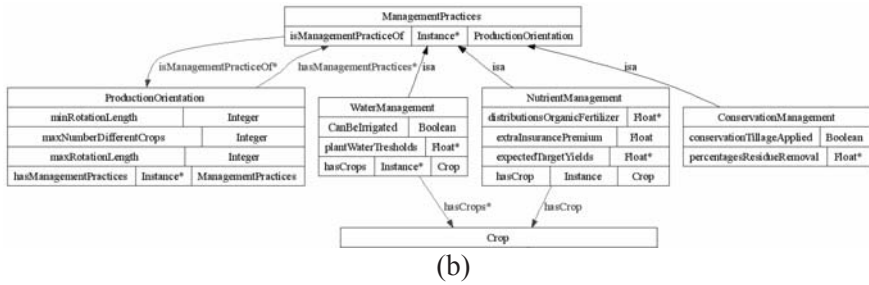 ManagementPractices
isManagementPracticeOf Instance* ProductionOrientation
isManagementPracticeOf* hasManagementPractices* isa isa isa
ProductionOrientation
minRotationLength Integer
maxNumberDifferentCrops Integer
maxRotationLength Integer
hasManagementPractices Instance* ManagementPractices
WaterManagement
CanBeIrrigated Boolean
plantWaterTresholds Float*
hasCrops Instance* Crop
NutrientManagement
distributionsOrganicFertilizer Float*
extraInsurancePremium Float
expectedTargetYields Float*
hasCrop Instance Crop
ConservationManagement
conservationTillageApplied Boolean
percentagesResidueRemoval Float*
hasCrops* hasCrop
Crop
(b)